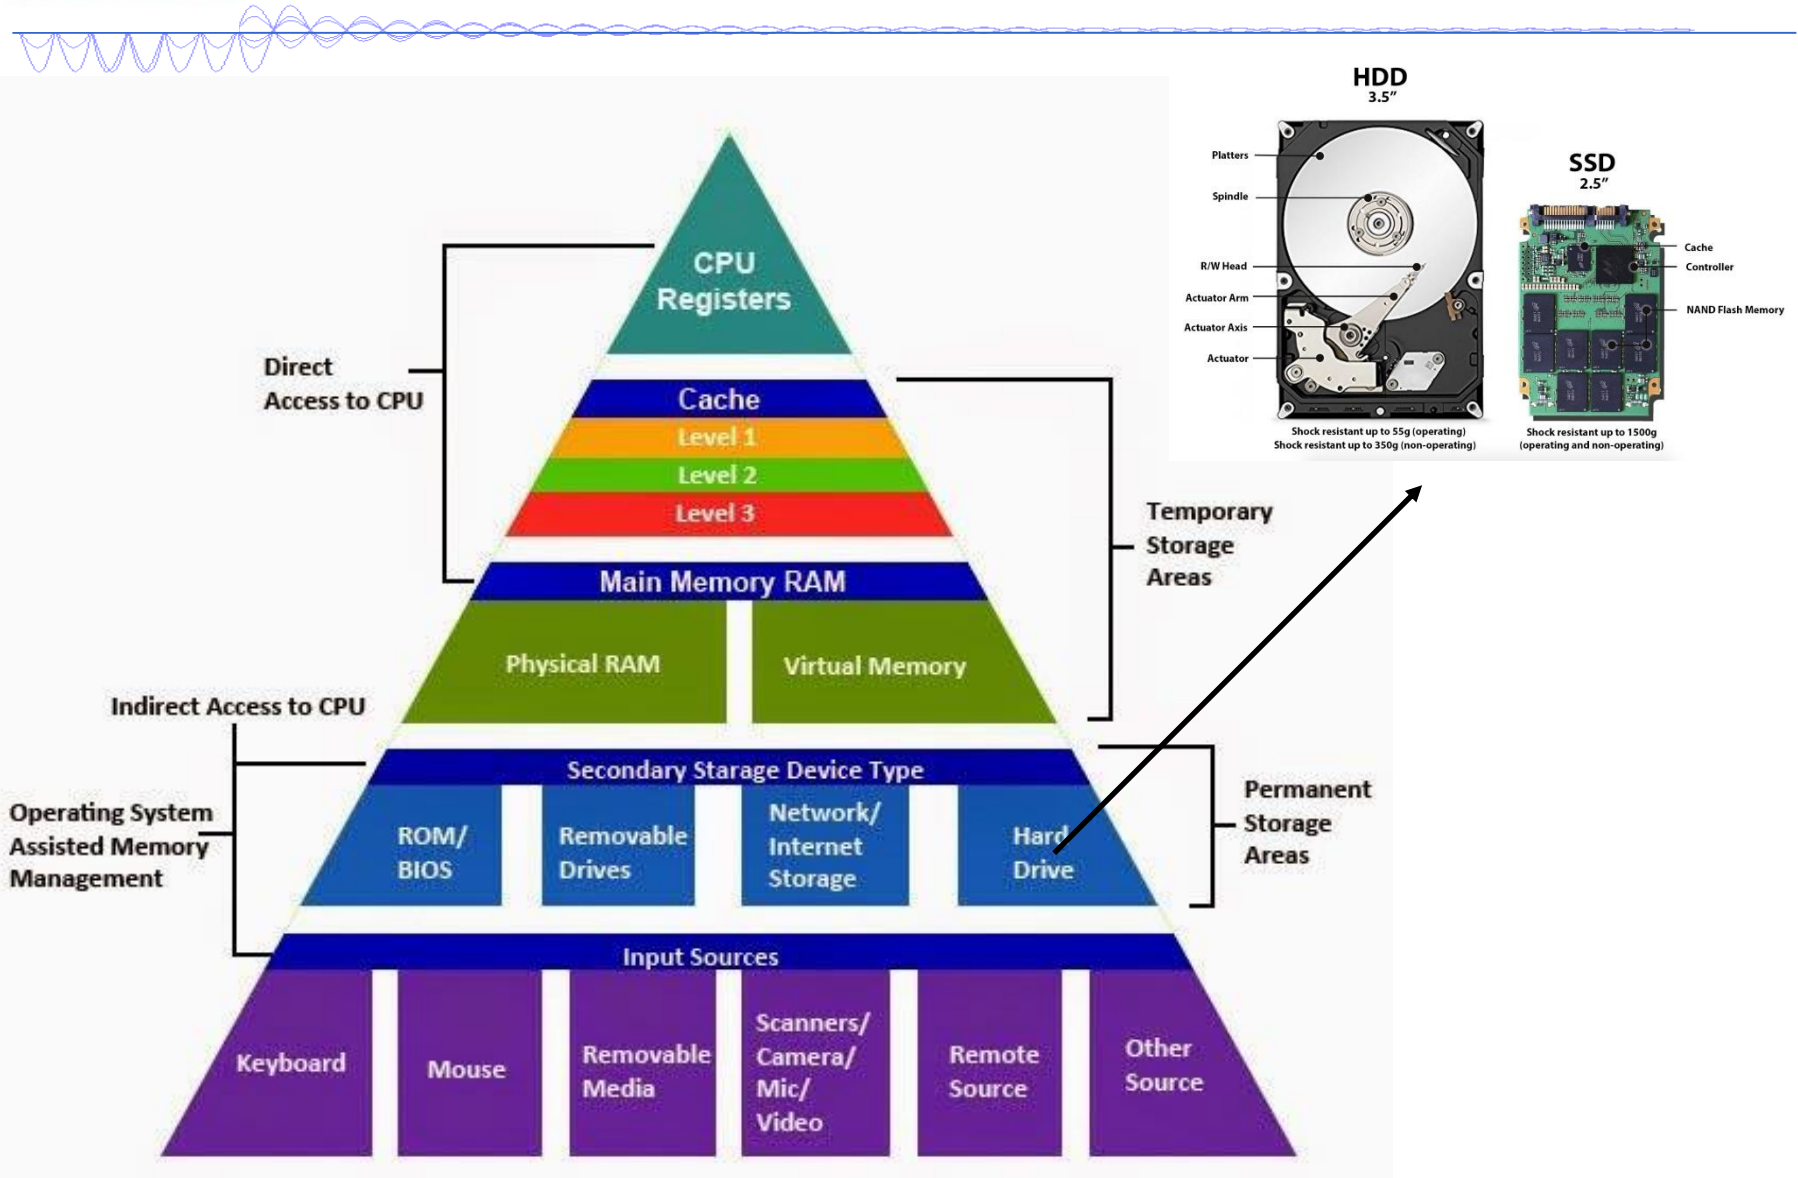 HDD
3.5”
Platters
Spindle
R/W Head
Actuator Arm
Actuator Axis
Actuator
Shock resistant up to 55g (operating)
Shock resistant up to 350g (non-operating)
SSD
2.5”
Cache
Controller
NAND Flash Memory
Shock resistant up to 1500g
(operating and non-operating)
CPU
Registers
Direct
Access to CPU
Cache
Level 1
Level 2
Level 3
Temporary
Storage
Areas
Main Memory RAM
Physical RAM
Virtual Memory
Indirect Access to CPU
Secondary Starage Device Type
Operating System
Assisted Memory
Management
ROM/
BIOS
Removable
Drives
Network/
Internet
Storage
Hard
Drive
Permanent
Storage
Areas
Input Sources
Keyboard
Mouse
Removable
Media
Scanners/
Camera/
Mic/
Video
Remote
Source
Other
Source